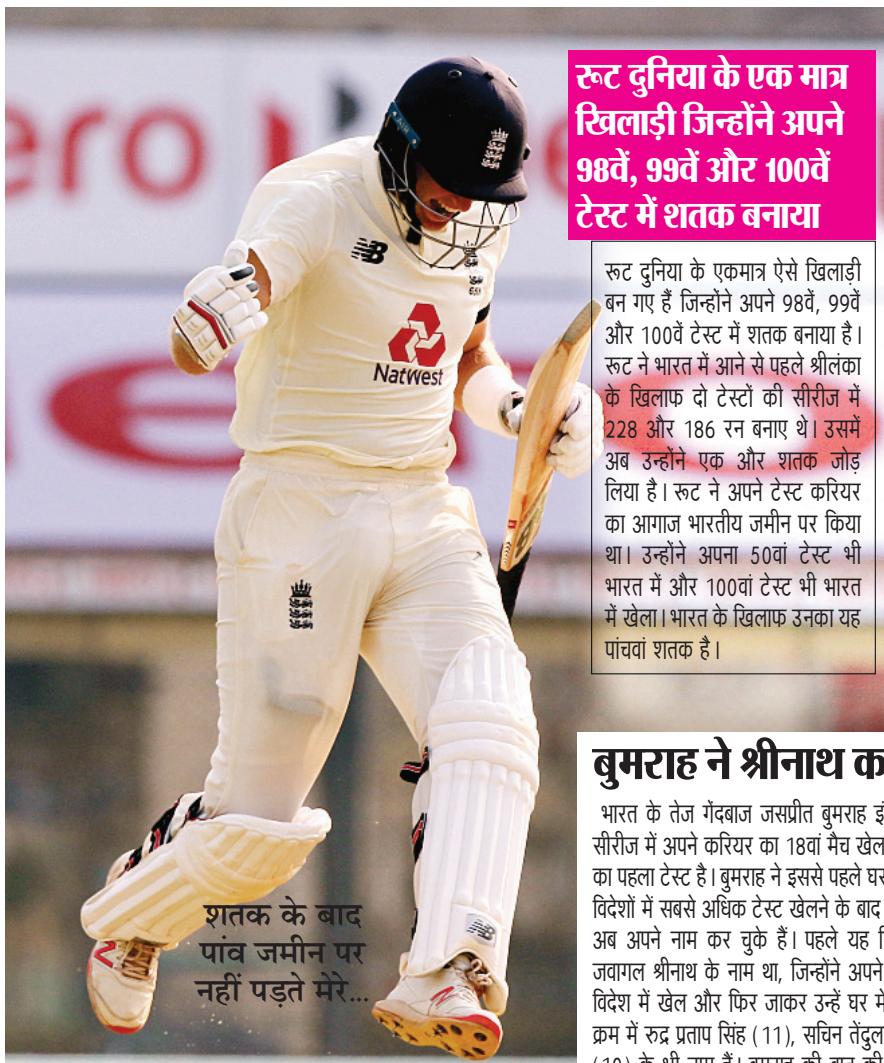 रूट दुनिया के एक मात्र
खिलाड़ी जिन्होंने अपने
98वें, 99वें और 100वें
टेस्ट में शतक बनाया
रूट दुनिया के एकमात्र ऐसे खिलाड़ी
बन गए हैं जिन्होंने अपने 98वें, 99वें
और 100वें टेस्ट में शतक बनाया है।
रूट ने भारत में आने से पहले श्रीलंका
के खिलाफ दो टेस्टों की सीरीज में
228 और 186 रन बनाए थे। उसमें
अब उन्होंने एक और शतक जोड़
लिया है। रूट ने अपने टेस्ट करियर
का आगाज भारतीय जमीन पर किया
था। उन्होंने अपना 50वां टेस्ट भी
भारत में और 100वां टेस्ट भी भारत
में खेला। भारत के खिलाफ उनका यह
पांचवां शतक है।
NatWest
शतक के बाद
पांव जमीन पर
नहीं पड़ते मेरे...
बुमराह ने श्रीनाथ
भारत के तेज गेंदबाज जसप्रीत बुमराह
सीरीज में अपने करियर का 18वां मैच
का पहला टेस्ट है। बुमराह ने इससे पहले
विदेशों में सबसे अधिक टेस्ट खेलने के बाद
अब अपने नाम कर चुके हैं। पहले यह
जवागल श्रीनाथ के नाम था, जिन्होंने अपने
विदेश में खेल और फिर जाकर उन्हें घर
क्रम में रुद्र प्रताप सिंह (11), सचिन